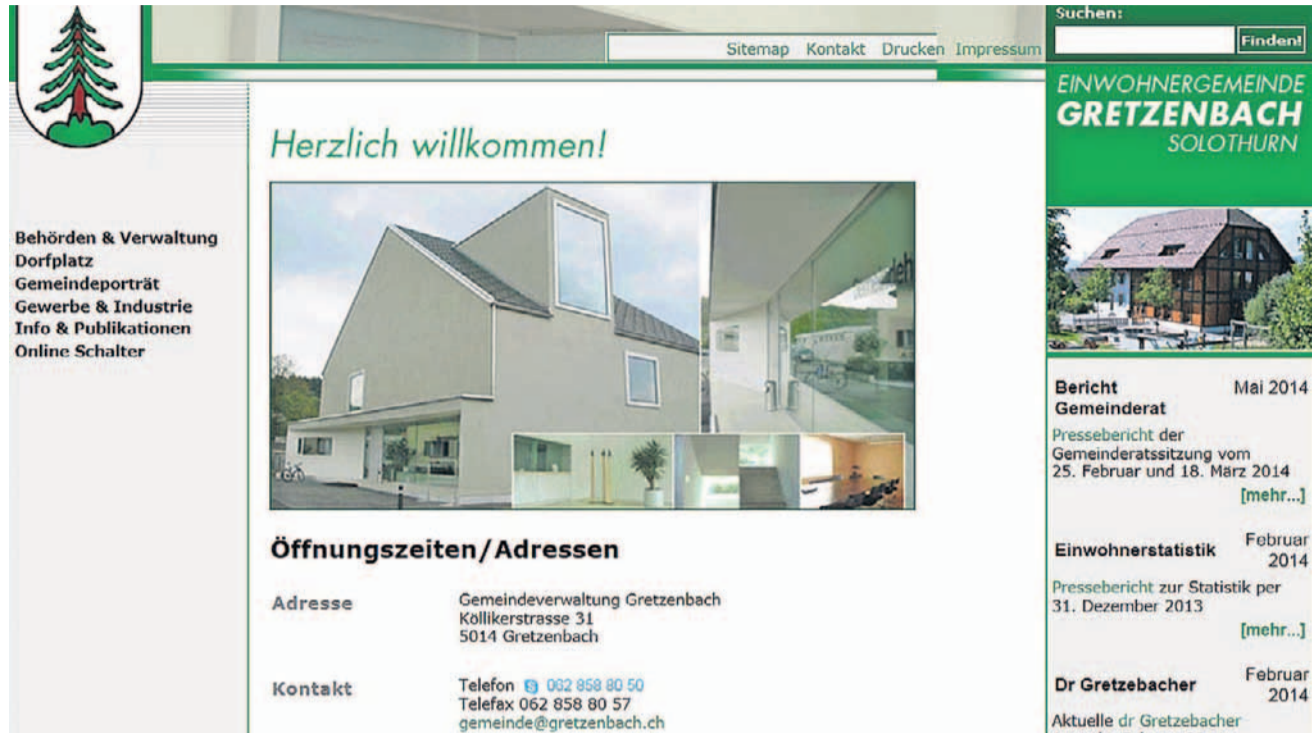 Suchen:
Finden!
Sitemap Kontakt Drucken Impressum
EINWOHNERGEMEINDE
GRETZENBACH
SOLOTHURN
Herzlich willkommen!
Behörden & Verwaltung
Dorfplatz
Gemeindeporträt
Gewerbe & Industrie
Info & Publikationen
Online Schalter
Öffnungszeiten/Adressen
Adresse
Gemeindeverwaltung Gretzenbach
Köllikerstrasse 31
5014 Gretzenbach
Kontakt
Telefon 062 858 80 50
Telefax 062 858 80 57
gemeinde@gretzenbach.ch
Bericht Mai 2014
Gemeinderat
Pressebericht der
Gemeinderatssitzung vom
25. Februar und 18. März 2014
[mehr...]
Einwohnerstatistik Februar
2014
Pressebericht zur Statistik per
31. Dezember 2013
[mehr...]
Dr Gretzebacher Februar
2014
Aktuelle dr Gretzebacher